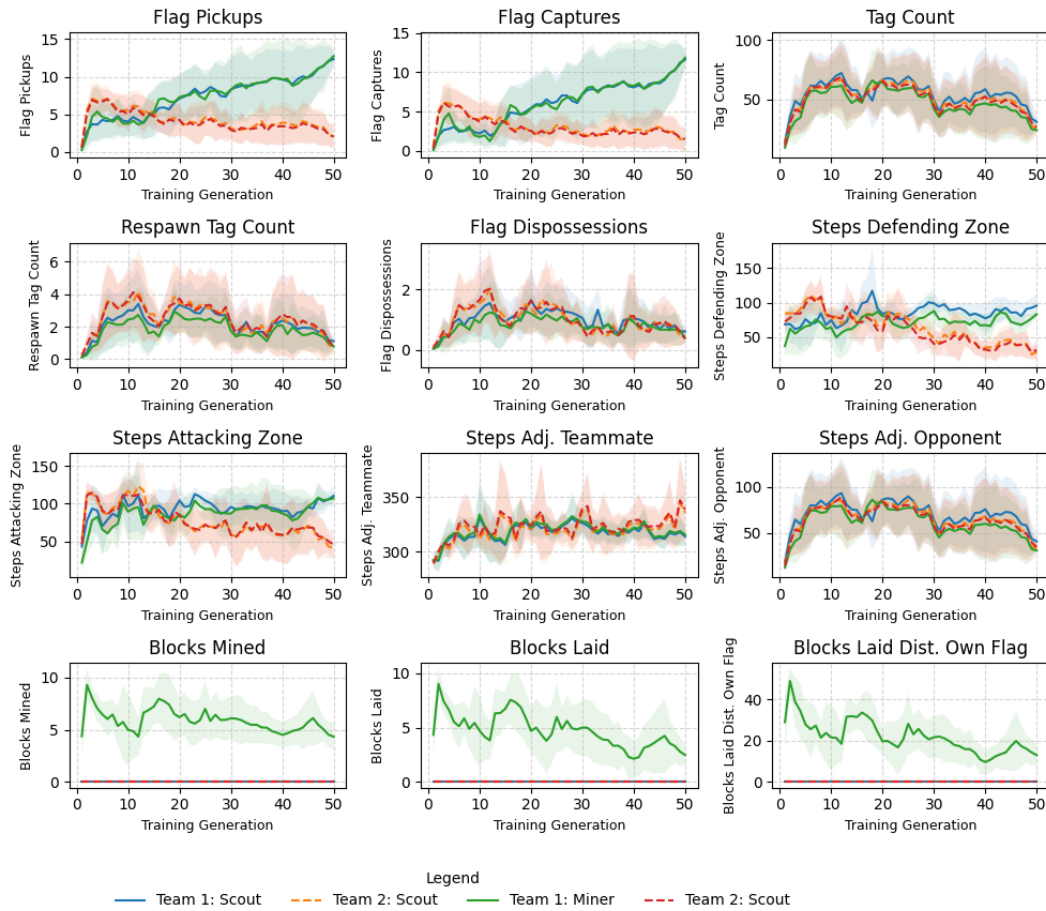 Flag Pickups
Flag Captures
Tag Count
Flag Pickups
15
10
5
0
0 10 20 30 40 50
Training Generation
Flag Captures
15
10
5
0
0 10 20 30 40 50
Training Generation
Tag Count
100
50
0 10 20 30 40 50
Training Generation
Respawn Tag Count
Flag Dispossessions
Steps Defending Zone
Respawn Tag Count
6
4
2
0
0 10 20 30 40 50
Training Generation
Flag Dispossessions
2
0
0 10 20 30 40 50
Training Generation
Steps Defending Zone
150
100
50
0 10 20 30 40 50
Training Generation
Steps Attacking Zone
Steps Adj. Teammate
Steps Adj. Opponent
Steps Attacking Zone
150
100
50
0 10 20 30 40 50
Training Generation
Steps Adj. Teammate
350
300
0 10 20 30 40 50
Training Generation
Steps Adj. Opponent
100
50
0 10 20 30 40 50
Training Generation
Blocks Mined
Blocks Laid
Blocks Laid Dist. Own Flag
Blocks Mined
10
5
0
0 10 20 30 40 50
Training Generation
Blocks Laid
10
5
0
0 10 20 30 40 50
Training Generation
Blocks Laid Dist. Own Flag
40
20
0
0 10 20 30 40 50
Training Generation
Legend
Team 1: Scout Team 2: Scout Team 1: Miner Team 2: Scout